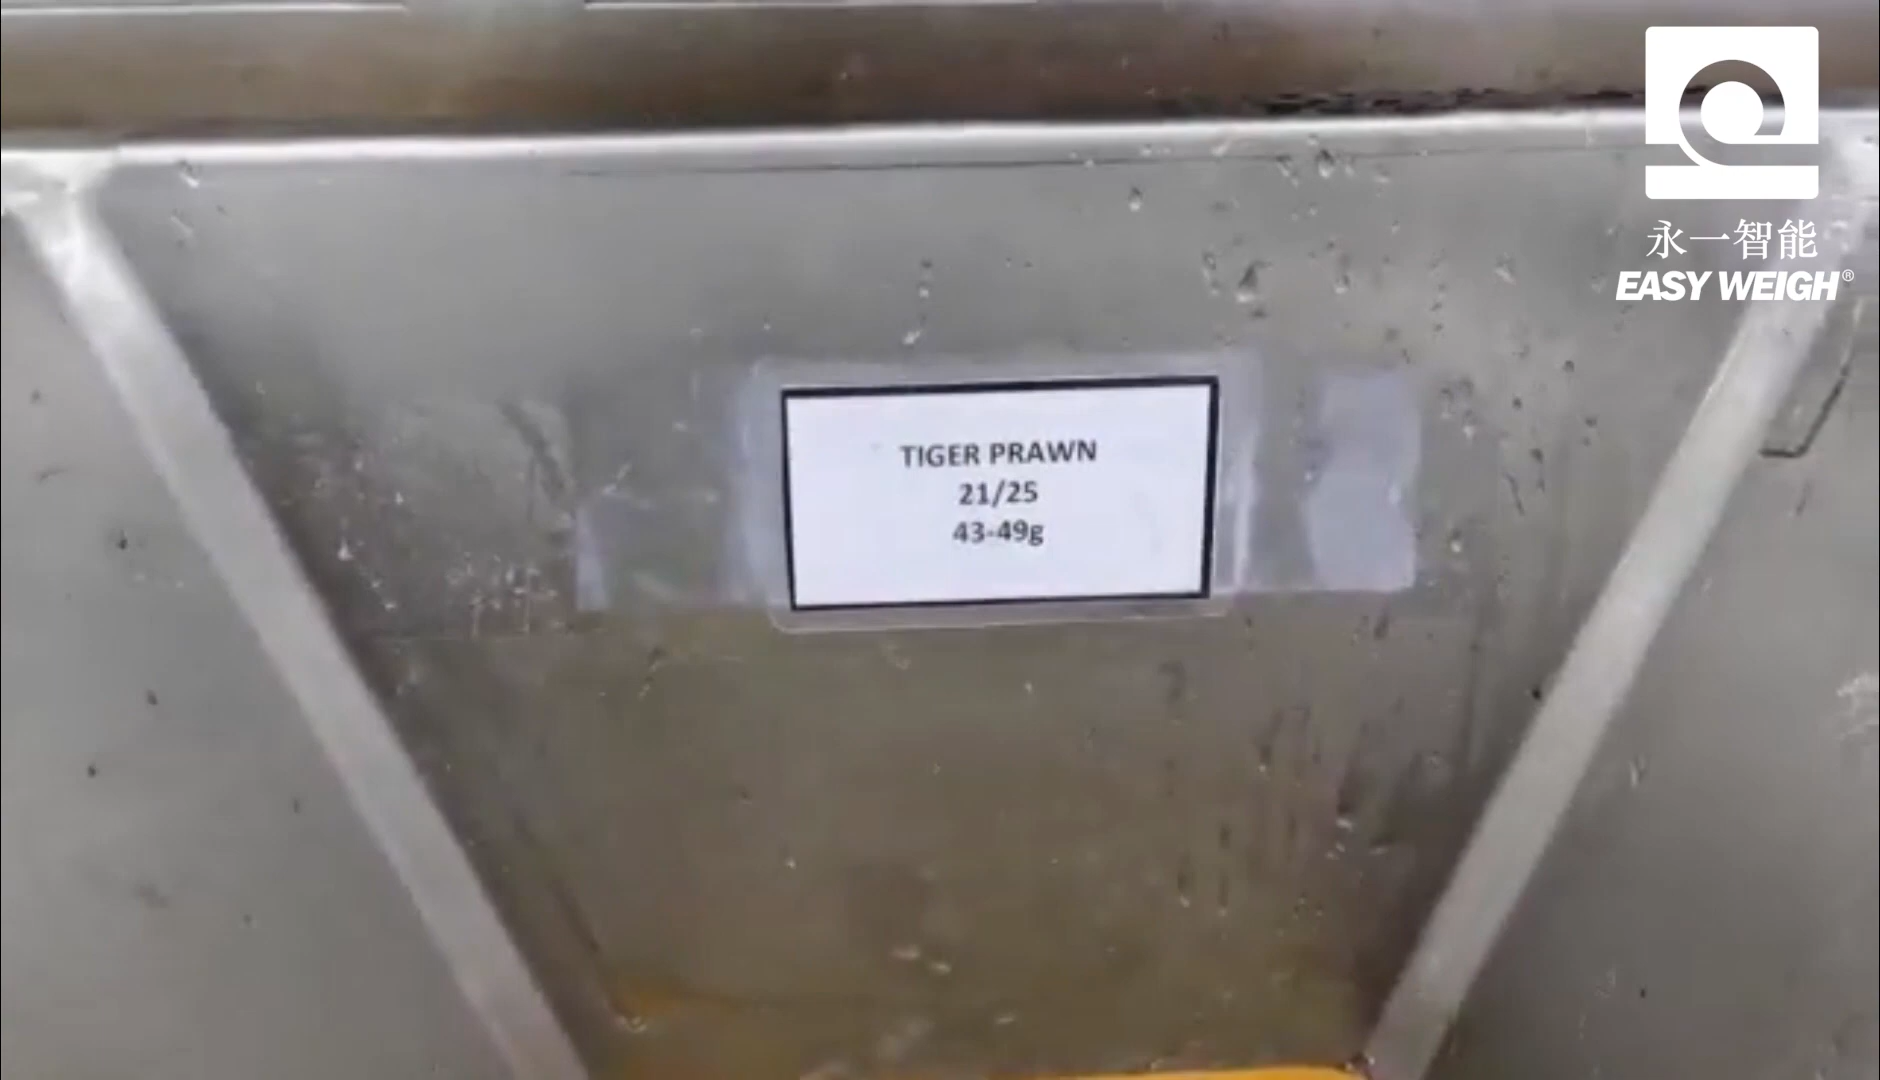 永一智能
EASY WEIGH®
TIGER PRAWN
21/25
43-49g